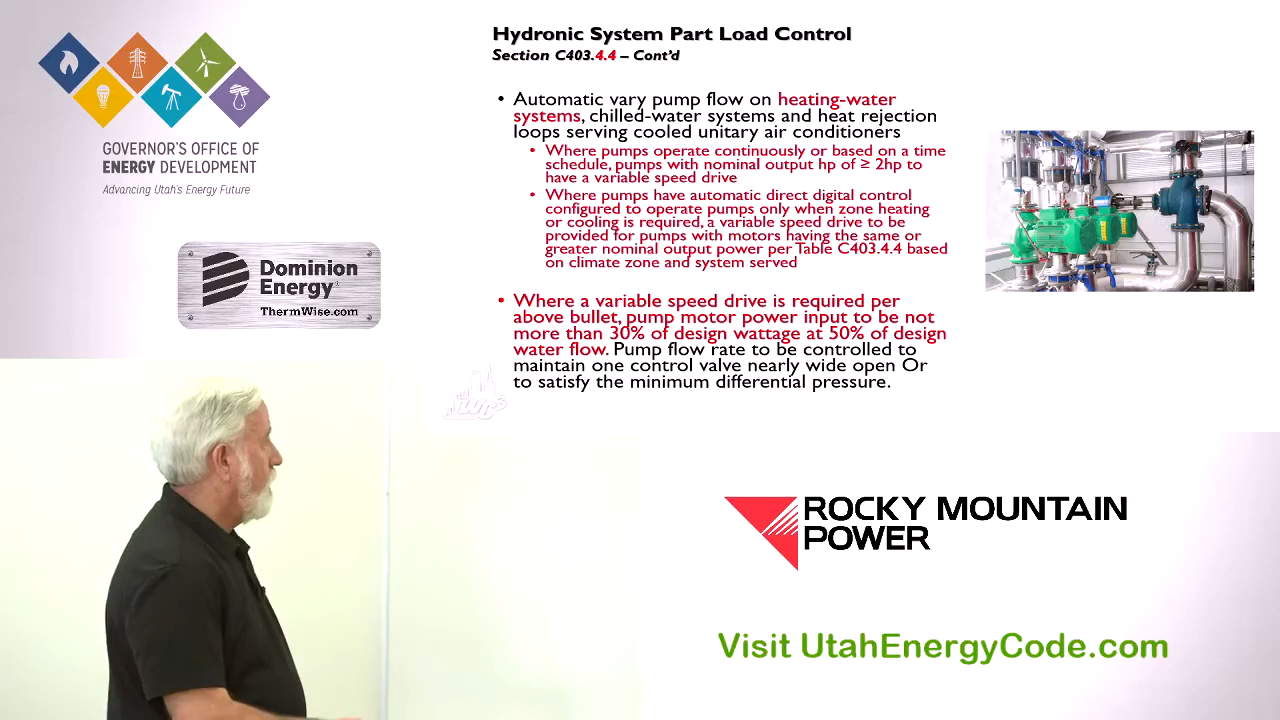 Hydronic System Part Load Control
Section C403.4.4 – Cont'd
• Automatic vary pump flow on heating-water
systems, chilled-water systems and heat rejection
loops serving cooled unitary air conditioners
• Where pumps operate continuously or based on a time
schedule, pumps with nominal output hp of ≥ 2hp to
have a variable speed drive
• Where pumps have automatic direct digital control
configured to operate pumps only when zone heating
or cooling is required, a variable speed drive to be
provided for pumps with motors having the same or
greater nominal output power per Table C403.4.4 based
on climate zone and system served
• Where a variable speed drive is required per
above bullet, pump motor power input to be not
more than 30% of design wattage at 50% of design
water flow. Pump flow rate to be controlled to
maintain one control valve nearly wide open Or
to satisfy the minimum differential pressure.
GOVERNOR'S OFFICE OF
ENERGY DEVELOPMENT
Advancing Utah's Energy Future
Dominion
Energy®
ThermWise.com
WC3
ROCKY MOUNTAIN
POWER
Visit UtahEnergyCode.com